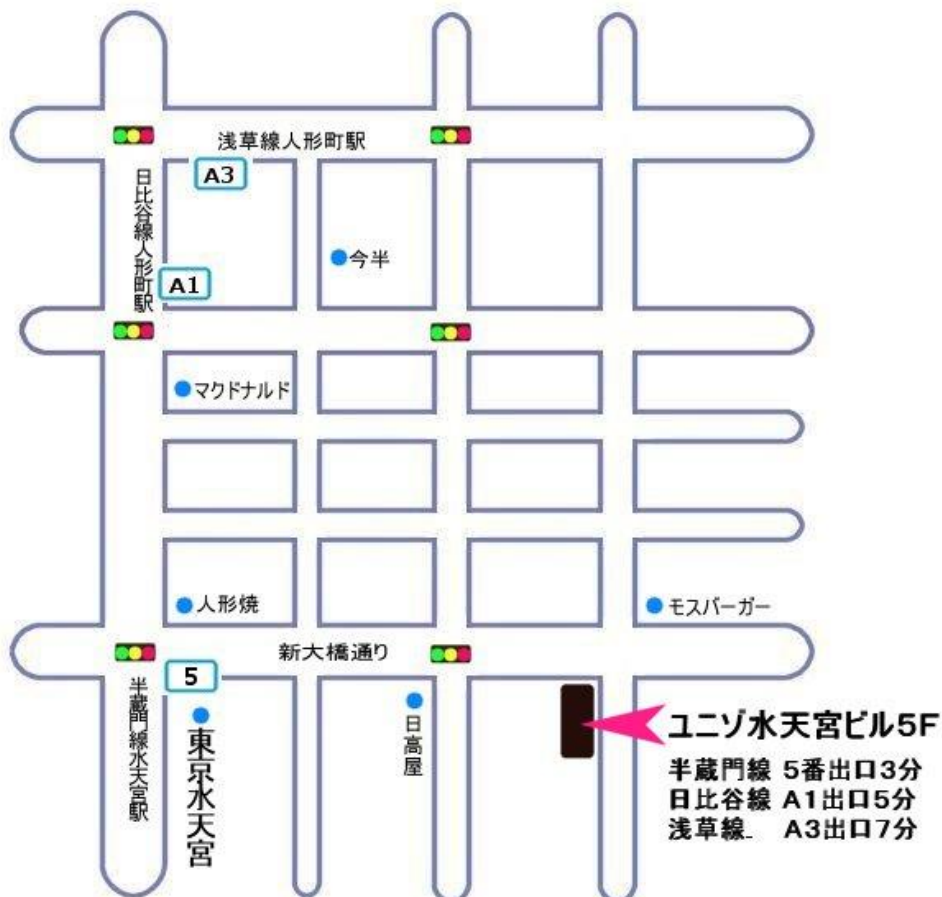 浅草線人形町駅
A3
日比谷線人形町駅
今半
A1
マクドナルド
人形焼
モスバーガー
新大橋通り
5
半蔵門線水天宮駅
東京水天宮
日高屋
ユニゾ水天宮ビル5F
半蔵門線 5番出口3分
日比谷線 A1出口5分
浅草線 A3出口7分